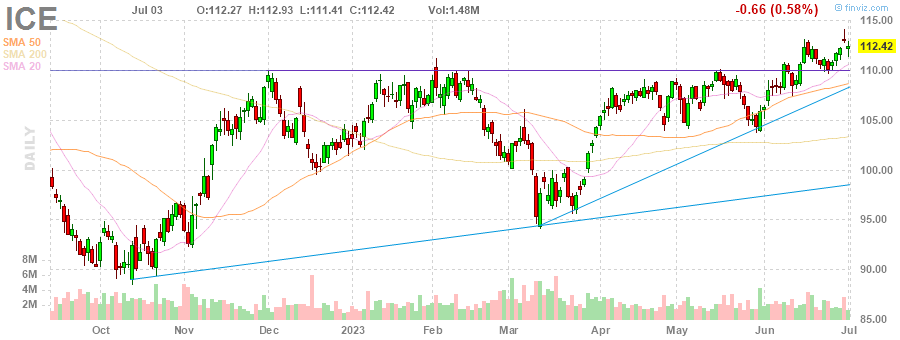 ICE Jul 03 O:112.27 H:112.93 L:111.41 C:112.42 Vol:1.48M -0.66 (0.58%) © finviz.com
SMA 50
SMA 200
SMA 20
DAILY
115.00
112.42
110.00
105.00
100.00
95.00
90.00
85.00
8M
6M
4M
2M
Oct Nov Dec 2023 Feb Mar Apr May Jun Jul